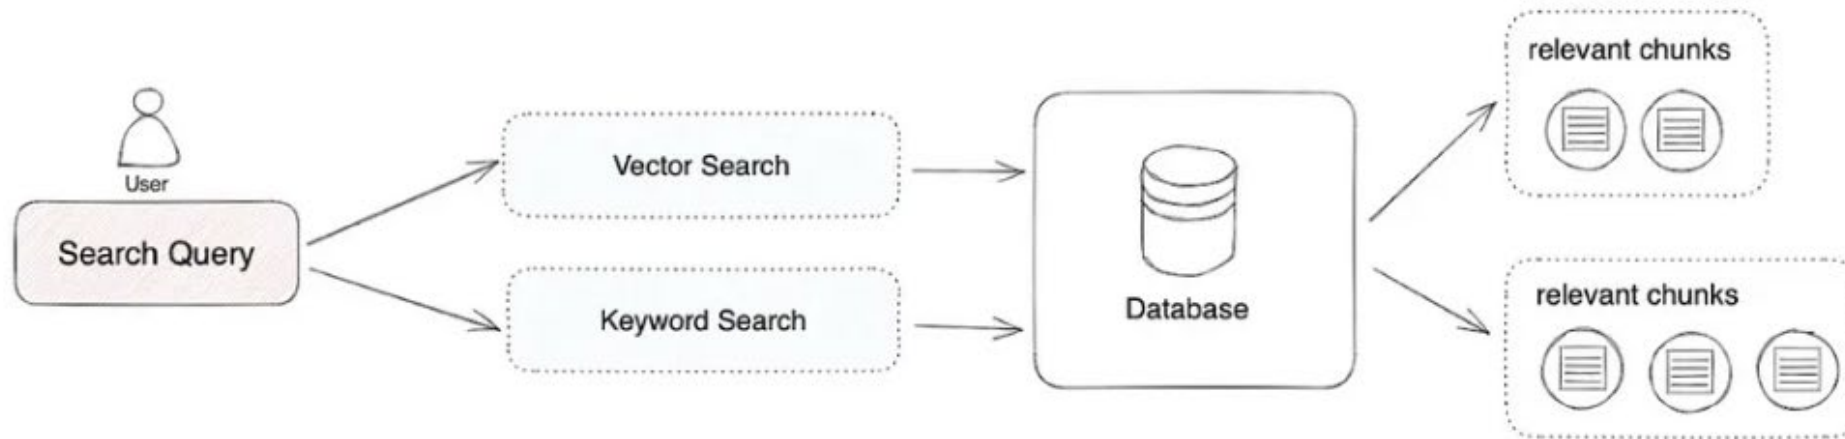 User
Search Query
Vector Search
Keyword Search
Database
relevant chunks
relevant chunks